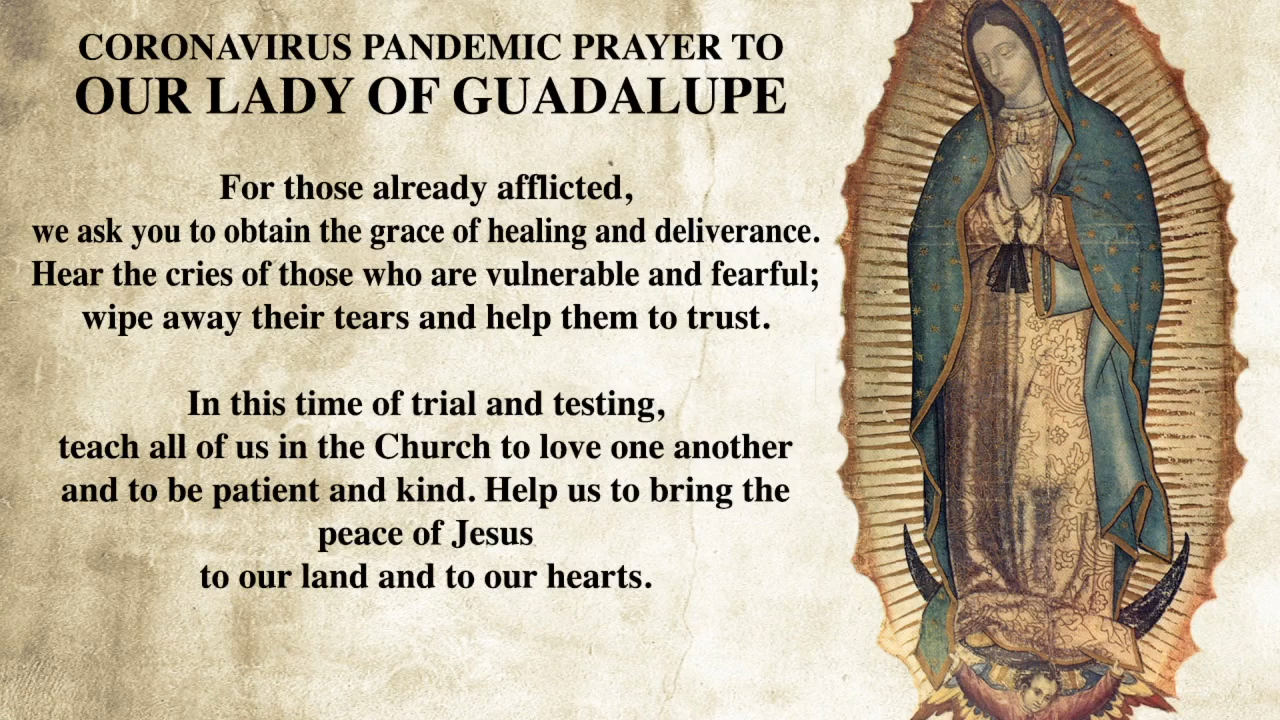 CORONAVIRUS PANDEMIC PRAYER TO
OUR LADY OF GUADALUPE
For those already afflicted,
we ask you to obtain the grace of healing and deliverance.
Hear the cries of those who are vulnerable and fearful;
wipe away their tears and help them to trust.
In this time of trial and testing,
teach all of us in the Church to love one another
and to be patient and kind. Help us to bring the
peace of Jesus
to our land and to our hearts.